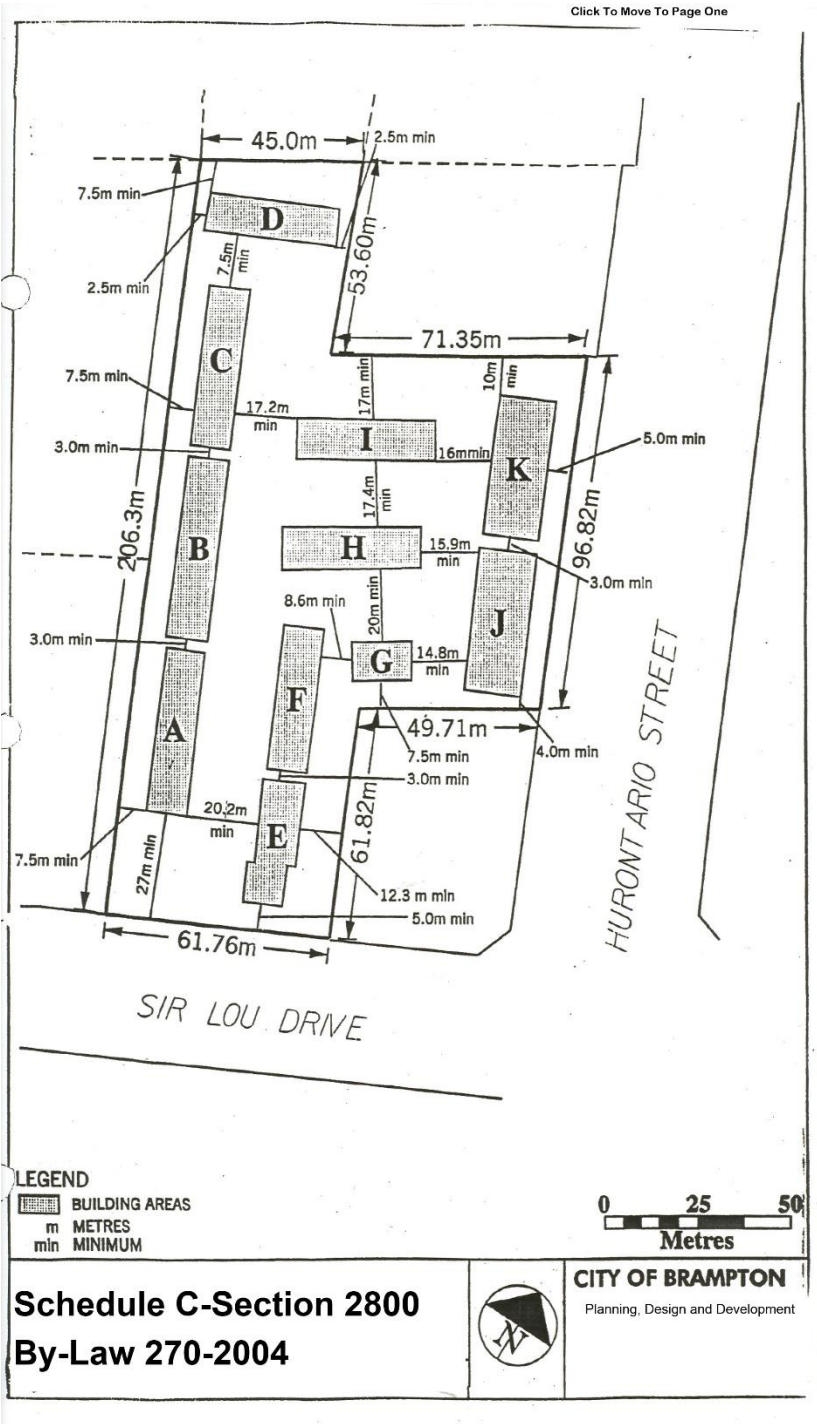 Click To Move To Page One
45.0m
2.5m min
7.5m min
D
53.60m
7.5m
min
2.5m min
71.35m
C
7.5m min
17m min
10m
min
17.2m
min
I
16mmin
5.0m min
3.0m min
K
206.3m
17.4m
min
96.82m
B
H
15.9m
min
3.0m min
8.6m min
20m min
J
3.0m min
G
14.8m
min
F
A
49.71m
7.5m min
4.0m min
3.0m min
HURONTARIO STREET
20.2m
min
E
61.82m
7.5m min
27m min
12.3 m min
5.0m min
61.76m
SIR LOU DRIVE
LEGEND
BUILDING AREAS
m METRES
min MINIMUM
0 25 50
Metres
Schedule C-Section 2800
By-Law 270-2004
N
CITY OF BRAMPTON
Planning, Design and Development